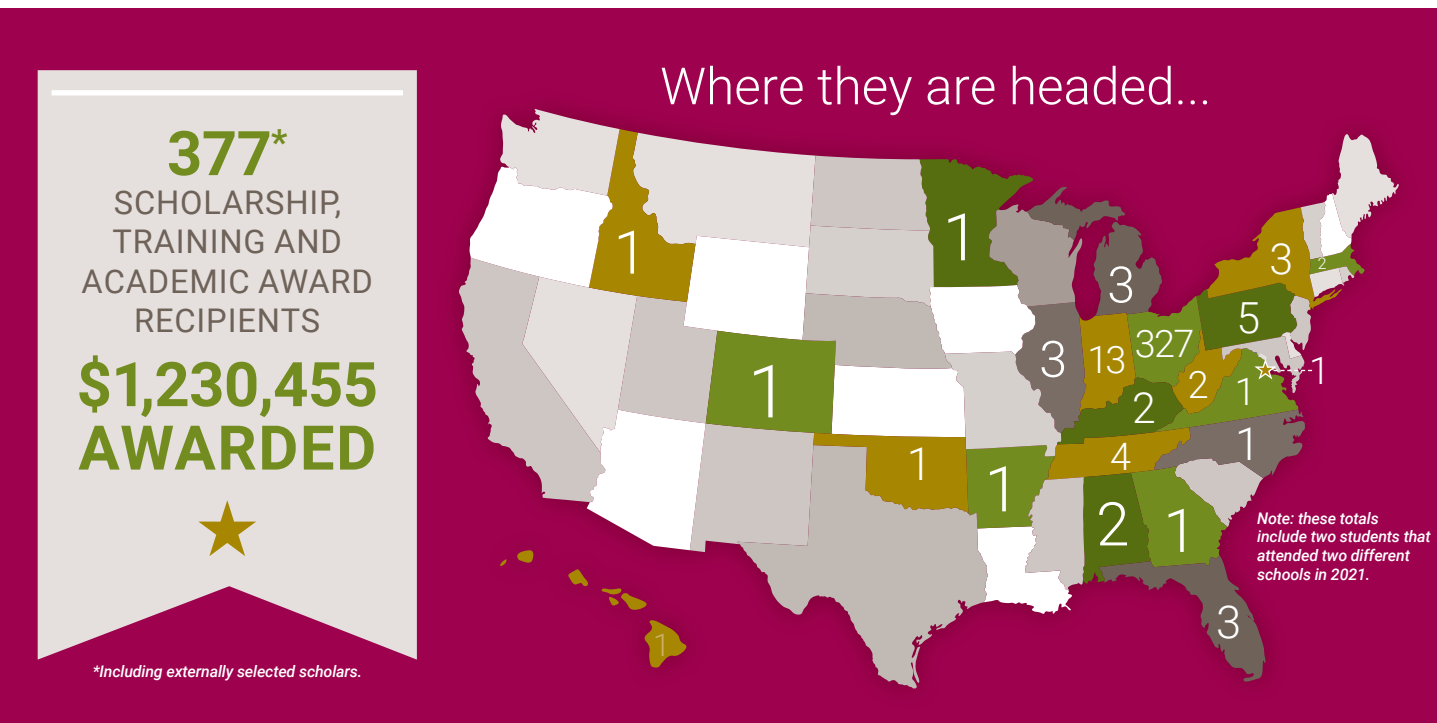 377*
SCHOLARSHIP,
TRAINING AND
ACADEMIC AWARD
RECIPIENTS
$1,230,455
AWARDED
*Including externally selected scholars.
Where they are headed...
1
1
3
3
2
5
327
13
3
1
2
1
1
2
4
1
1
1
2
1
3
1
Note: these totals
include two students that
attended two different
schools in 2021.